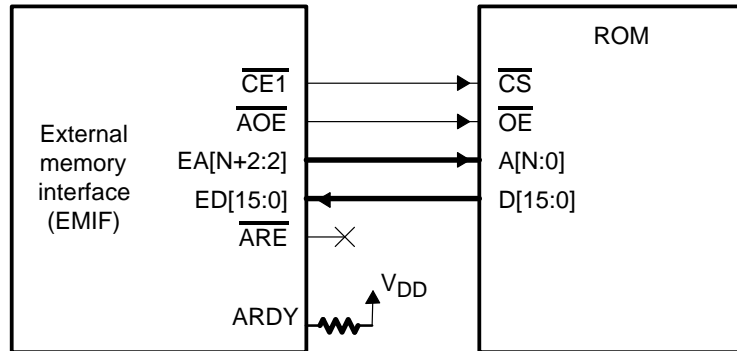 ROM
CE1
CS
AOE
OE
External
memory
interface
(EMIF)
EA[N+2:2]
A[N:0]
ED[15:0]
D[15:0]
ARE
VDD
ARDY